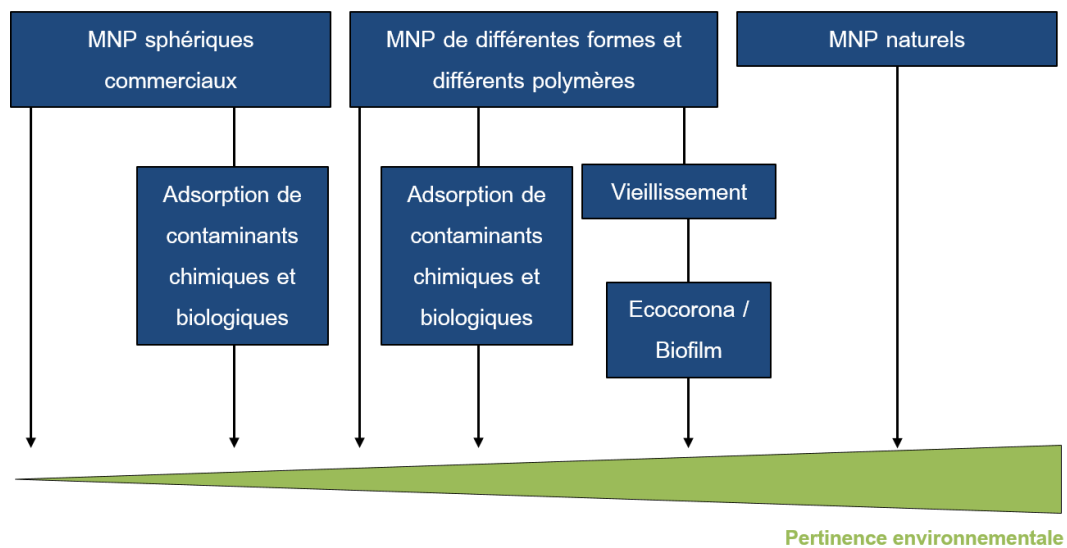 MNP sphériques
commerciaux
MNP de différentes formes et
différents polymères
MNP naturels
Adsorption de
contaminants
chimiques et
biologiques
Adsorption de
contaminants
chimiques et
biologiques
Vieillissement
Ecocorona /
Biofilm
Pertinence environnementale